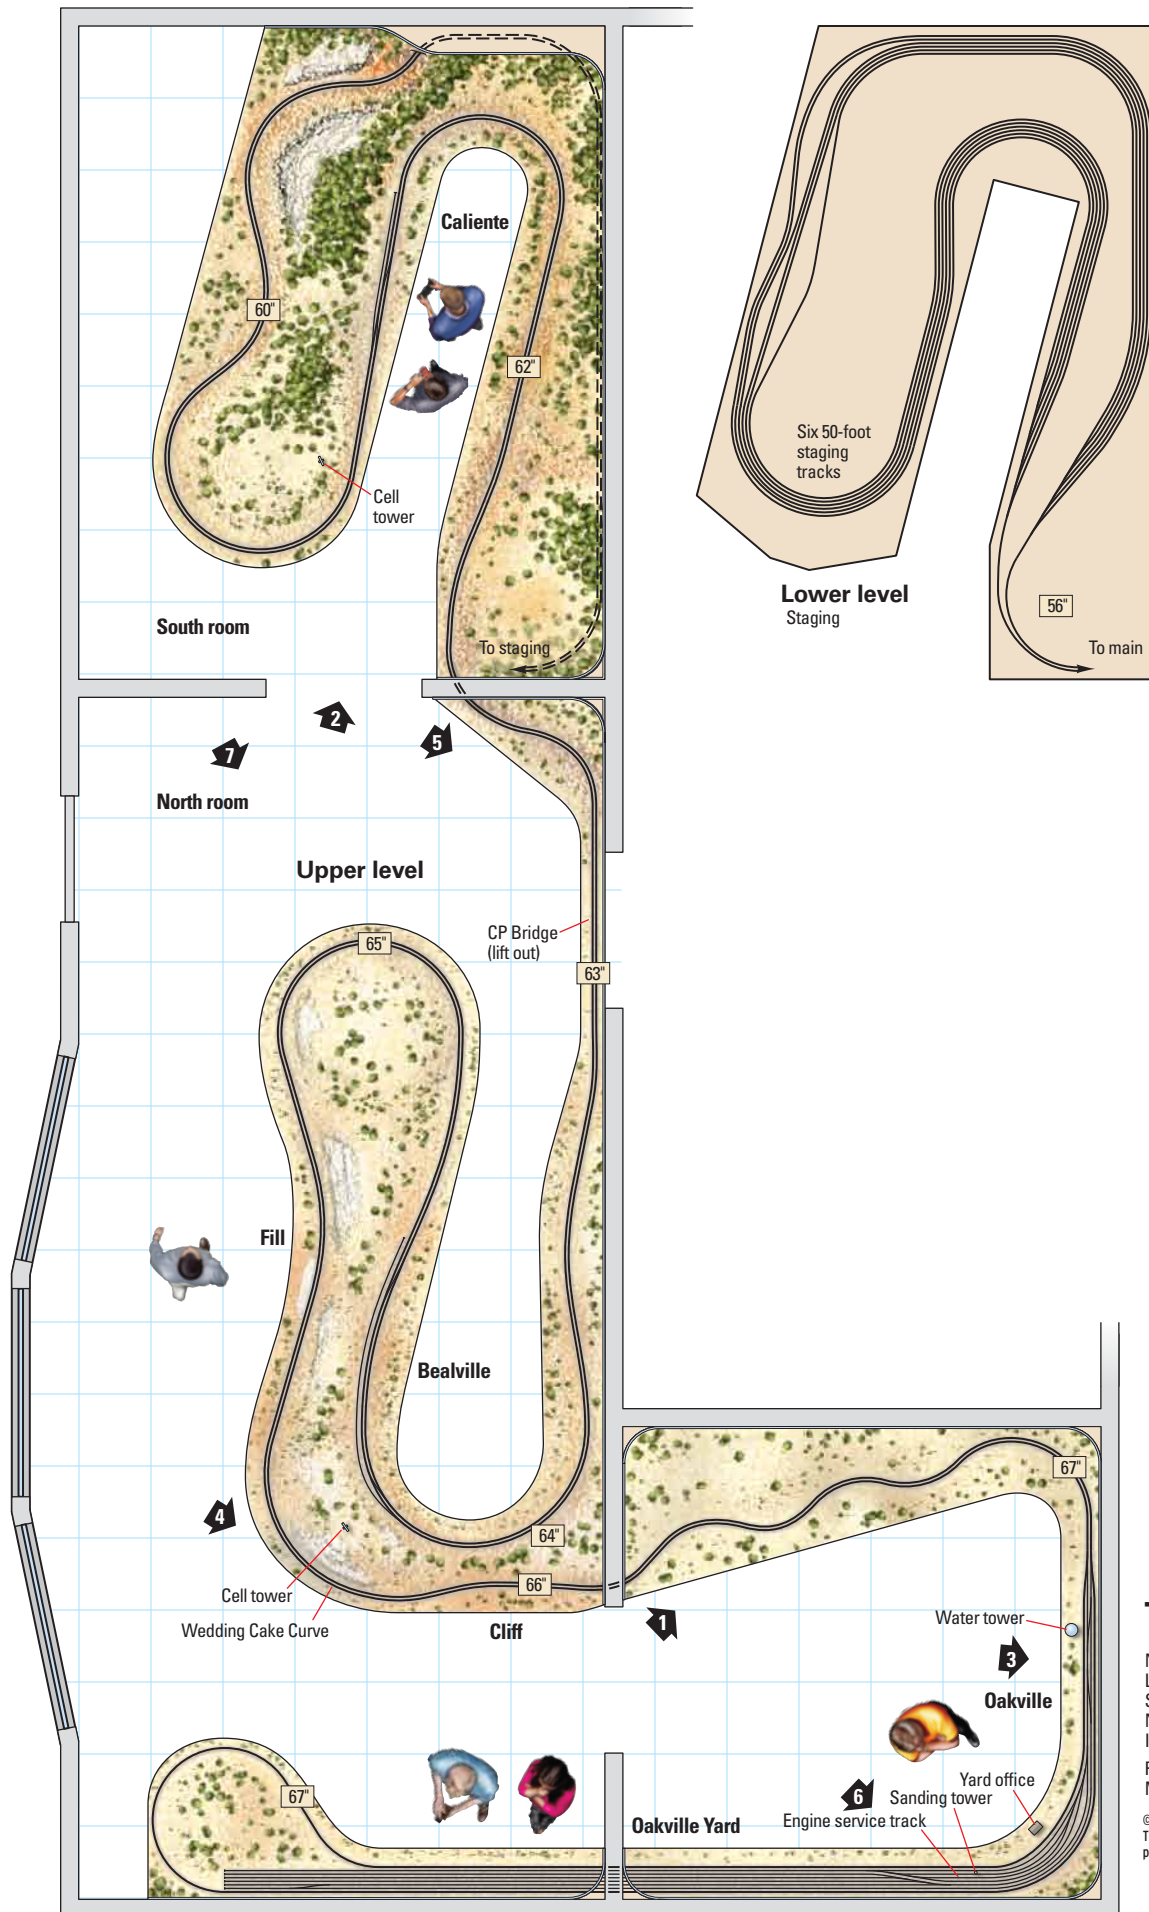 Caliente
60"
62"
Cell
tower
South room
To staging
Six 50-foot
staging
tracks
Lower level
Staging
56"
To main
2
5
7
North room
Upper level
65"
CP Bridge
(lift out)
63"
Fill
Bealville
4
64"
66"
Cell tower
Wedding Cake Curve
Cliff
1
67"
Water tower
3
Oakville
67"
6
Yard office
Sanding tower
Engine service track
Oakville Yard
©